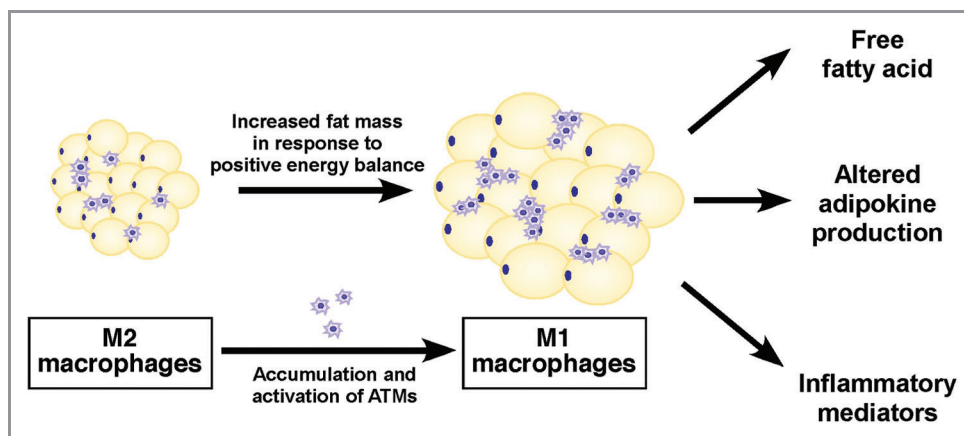 Increased fat mass
in response to
positive energy balance
Free
fatty acid
Altered
adipokine
production
M2
macrophages
Accumulation and
activation of ATMs
M1
macrophages
Inflammatory
mediators